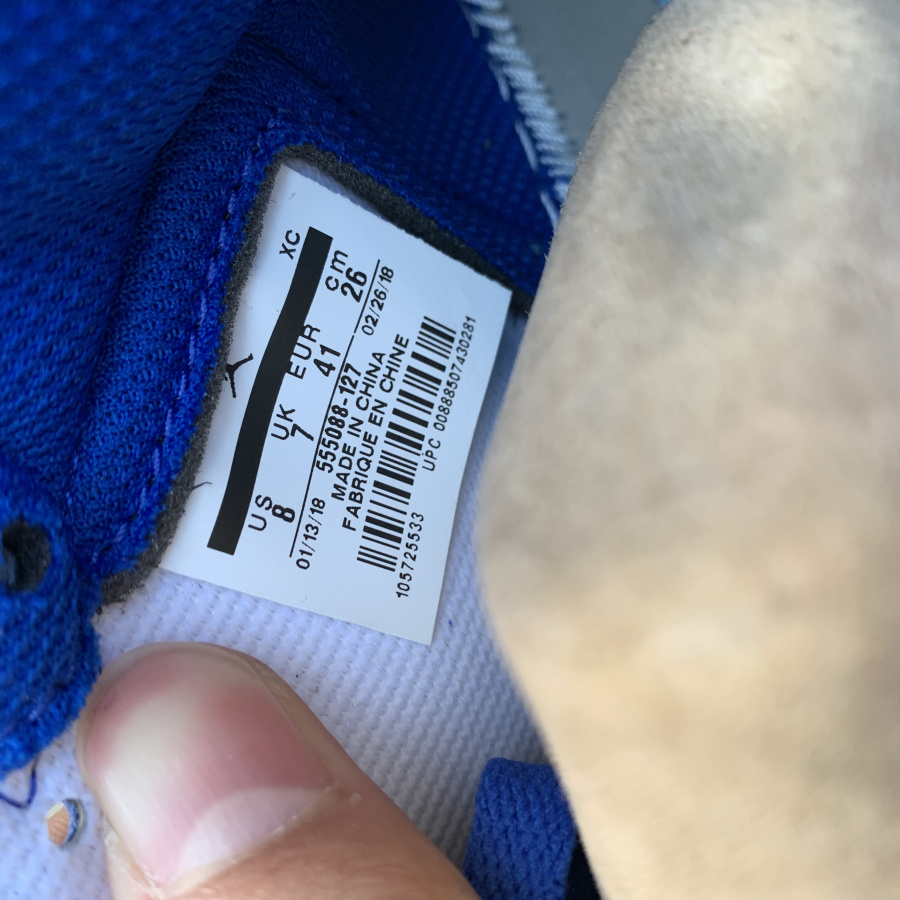 XC
US UK EUR cm
8 7 41 26
01/13/18 555088-127 02/26/18
MADE IN CHINA
FABRIQUE EN CHINE
105725533 UPC 00888507430281